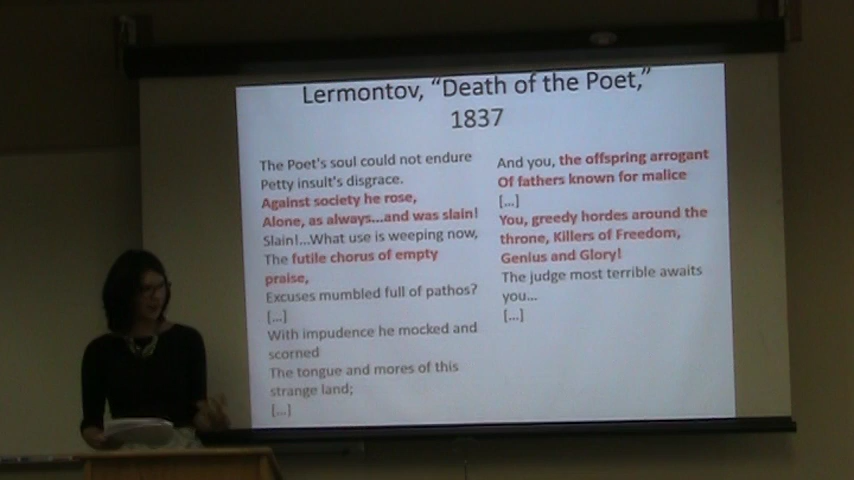 Lermontov, “Death of the Poet,”
1837
The Poet's soul could not endure
Petty insult's disgrace.
Against society he rose,
Alone, as always...and was slain!
Slain!...What use is weeping now,
The futile chorus of empty
praise,
Excuses mumbled full of pathos?
[...]
With impudence he mocked and
scorned
The tongue and mores of this
strange land;
[...]
And you, the offspring arrogant
Of fathers known for malice
[...]
You, greedy hordes around the
throne, Killers of Freedom,
Genius and Glory!
The judge most terrible awaits
you...
[...]